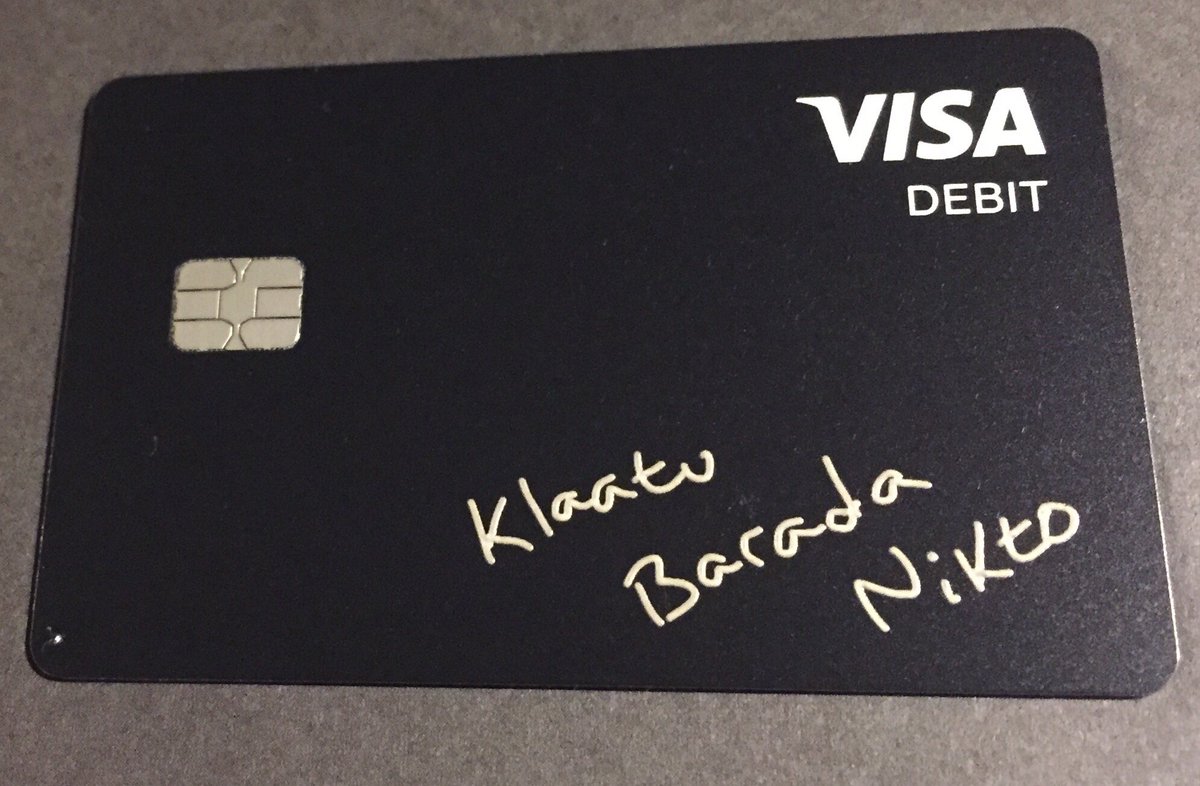 VISA
DEBIT
Klaatu
Barada
Nikto